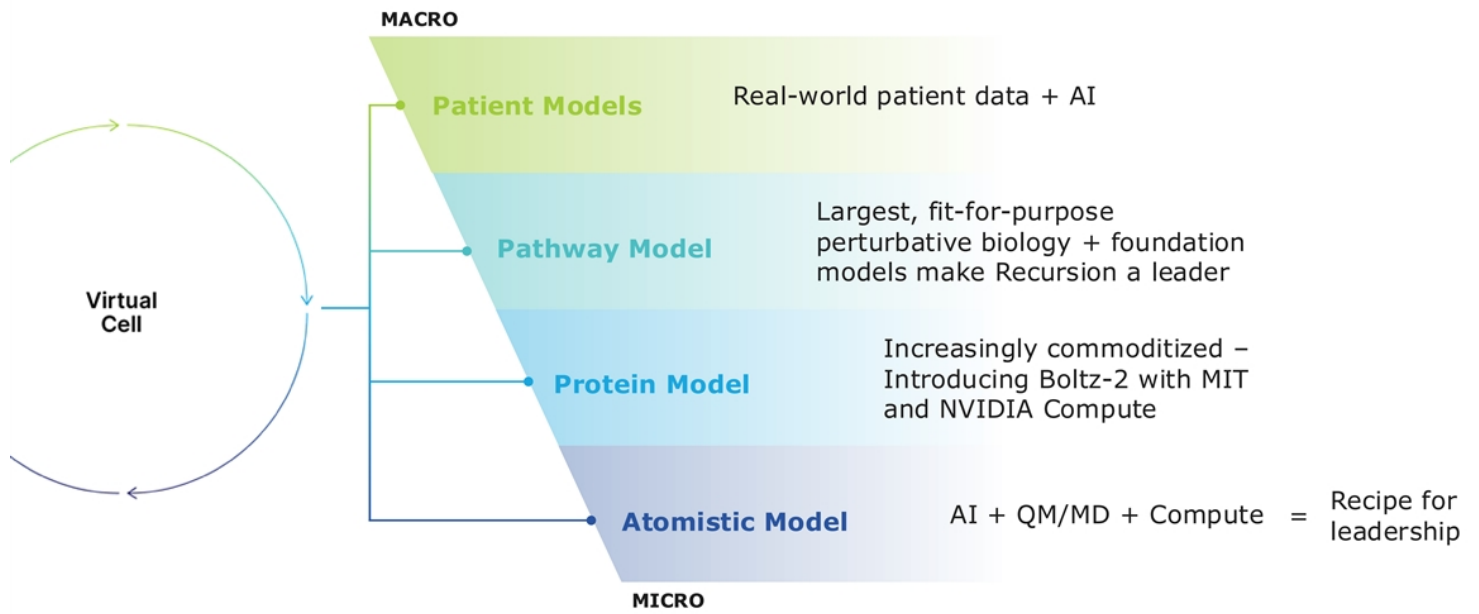 MACRO
Patient Models
Real-world patient data + AI
Pathway Model
Largest, fit-for-purpose
perturbative biology + foundation
models make Recursion a leader
Virtual
Cell
Protein Model
Increasingly commoditized –
Introducing Boltz-2 with MIT
and NVIDIA Compute
Atomistic Model
AI + QM/MD + Compute = Recipe for
leadership
MICRO